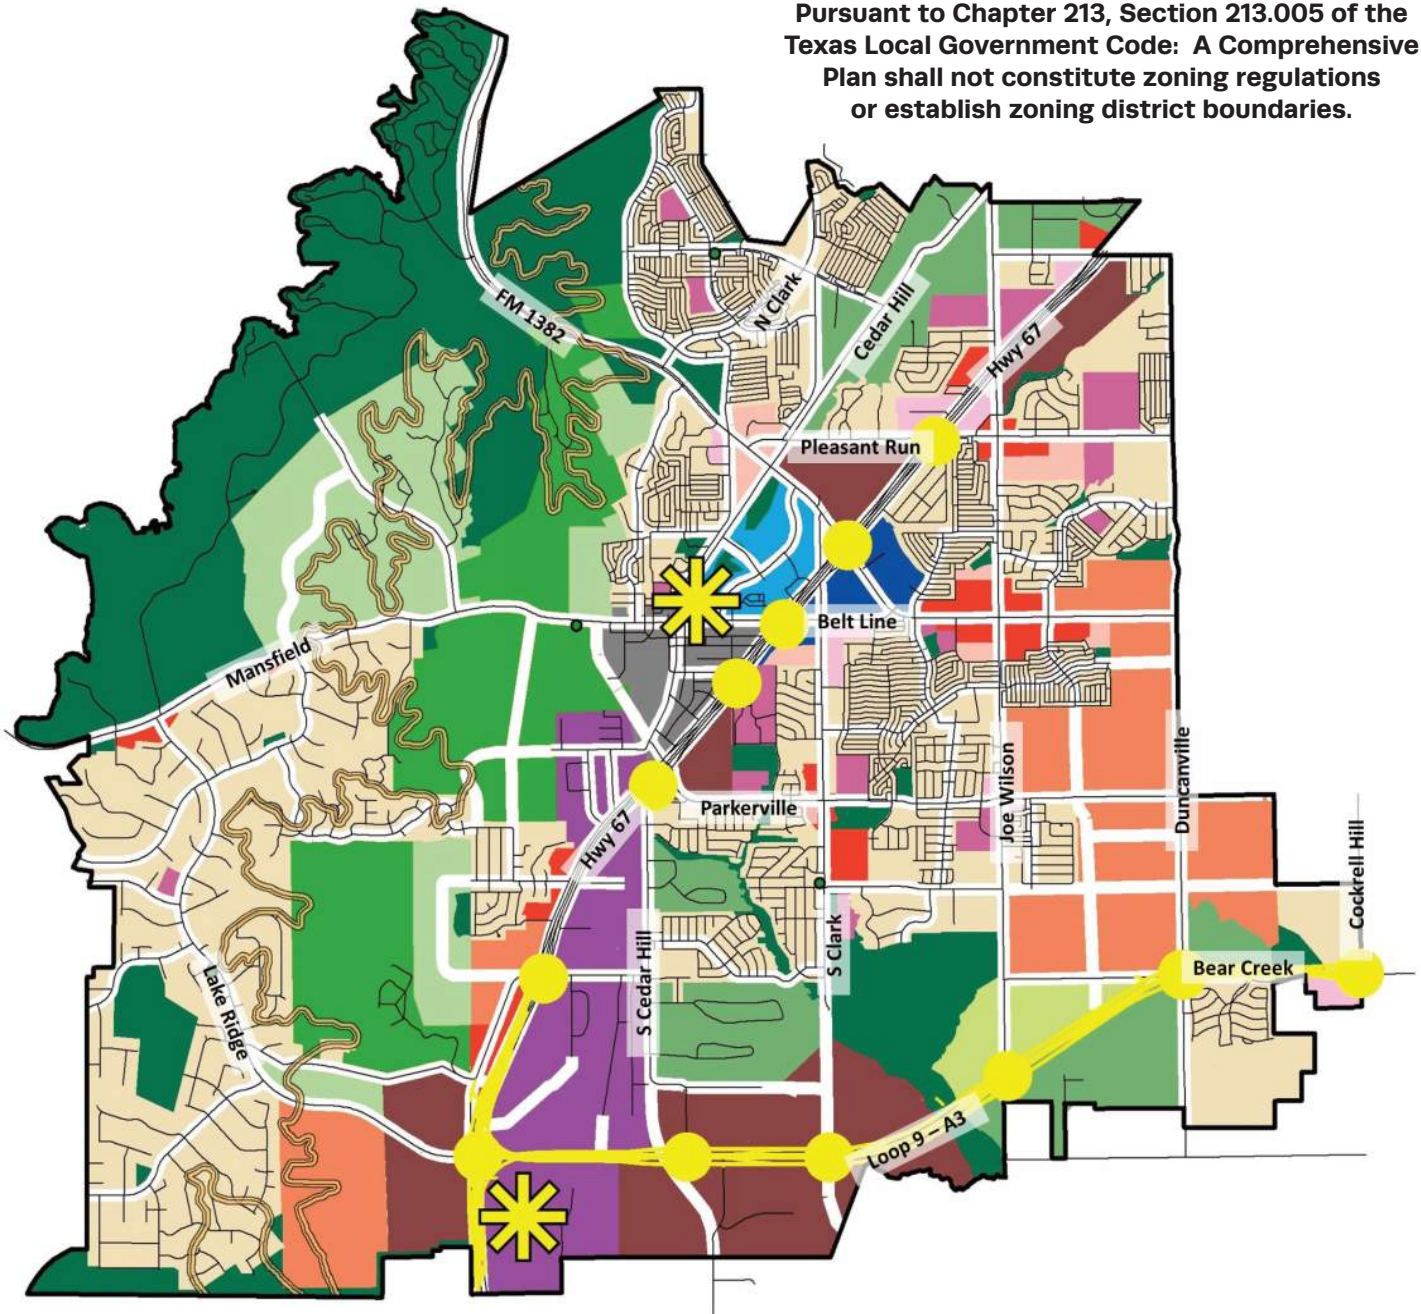 Pursuant to Chapter 213, Section 213.005 of the
Texas Local Government Code: A Comprehensive
Plan shall not constitute zoning regulations
or establish zoning district boundaries.
FM 1382
N Clark
Cedar Hill
Hwy 67
Pleasant Run
Belt Line
Mansfield
Joe Wilson
Duncanville
Parkerville
Hwy 67
Cockrell Hill
S Cedar Hill
S Clark
Bear Creek
Lake Ridge
Loop 9 – A3